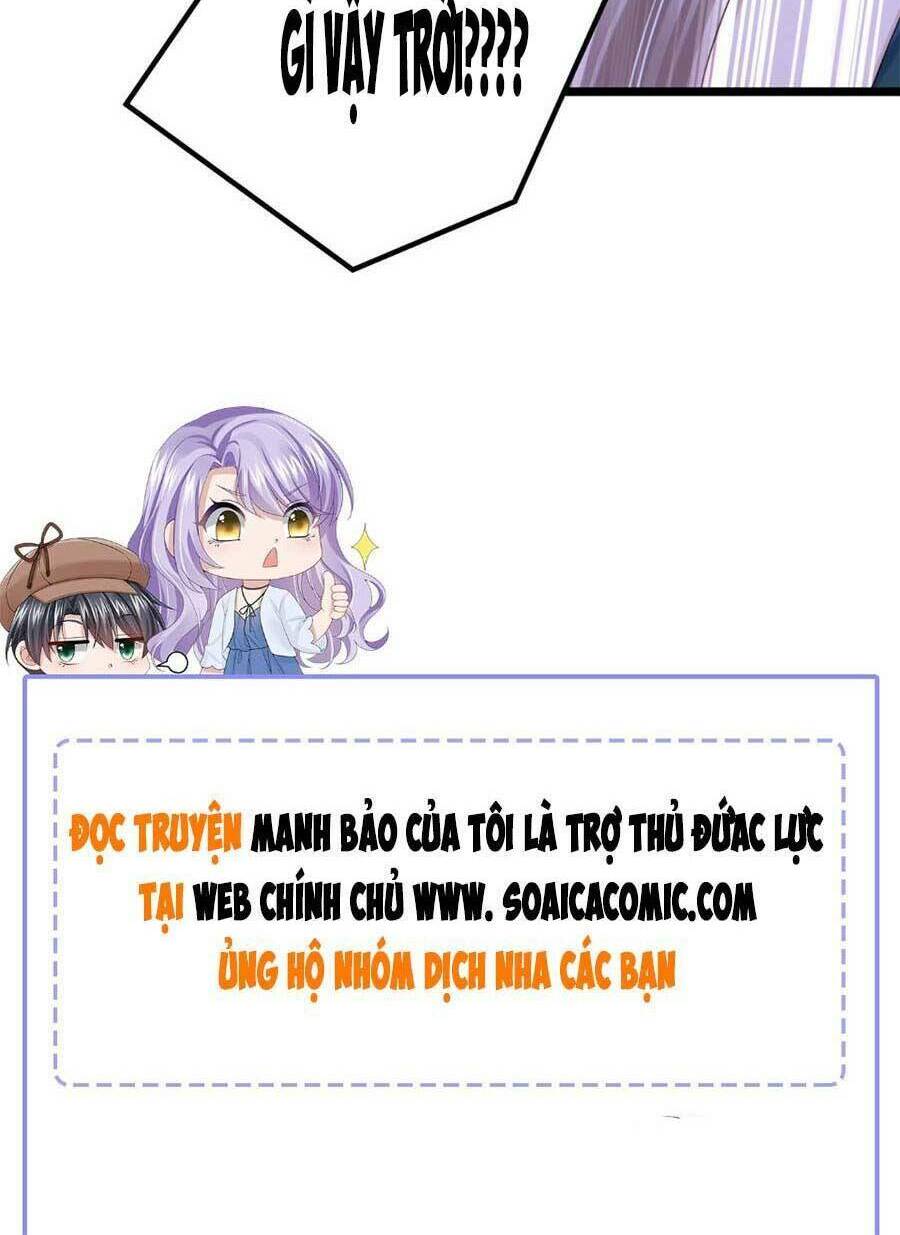 GÌ VẬY TRỜI????
ĐỌC TRUYỆN MANH BẢO CỦA TÔI LÀ TRỢ THỦ ĐỨAC LỰC
TẠI WEB CHÍNH CHỦ WWW. SOAICACOMIC.COM
ỦNG HỘ NHÓM DỊCH NHA CÁC BẠN